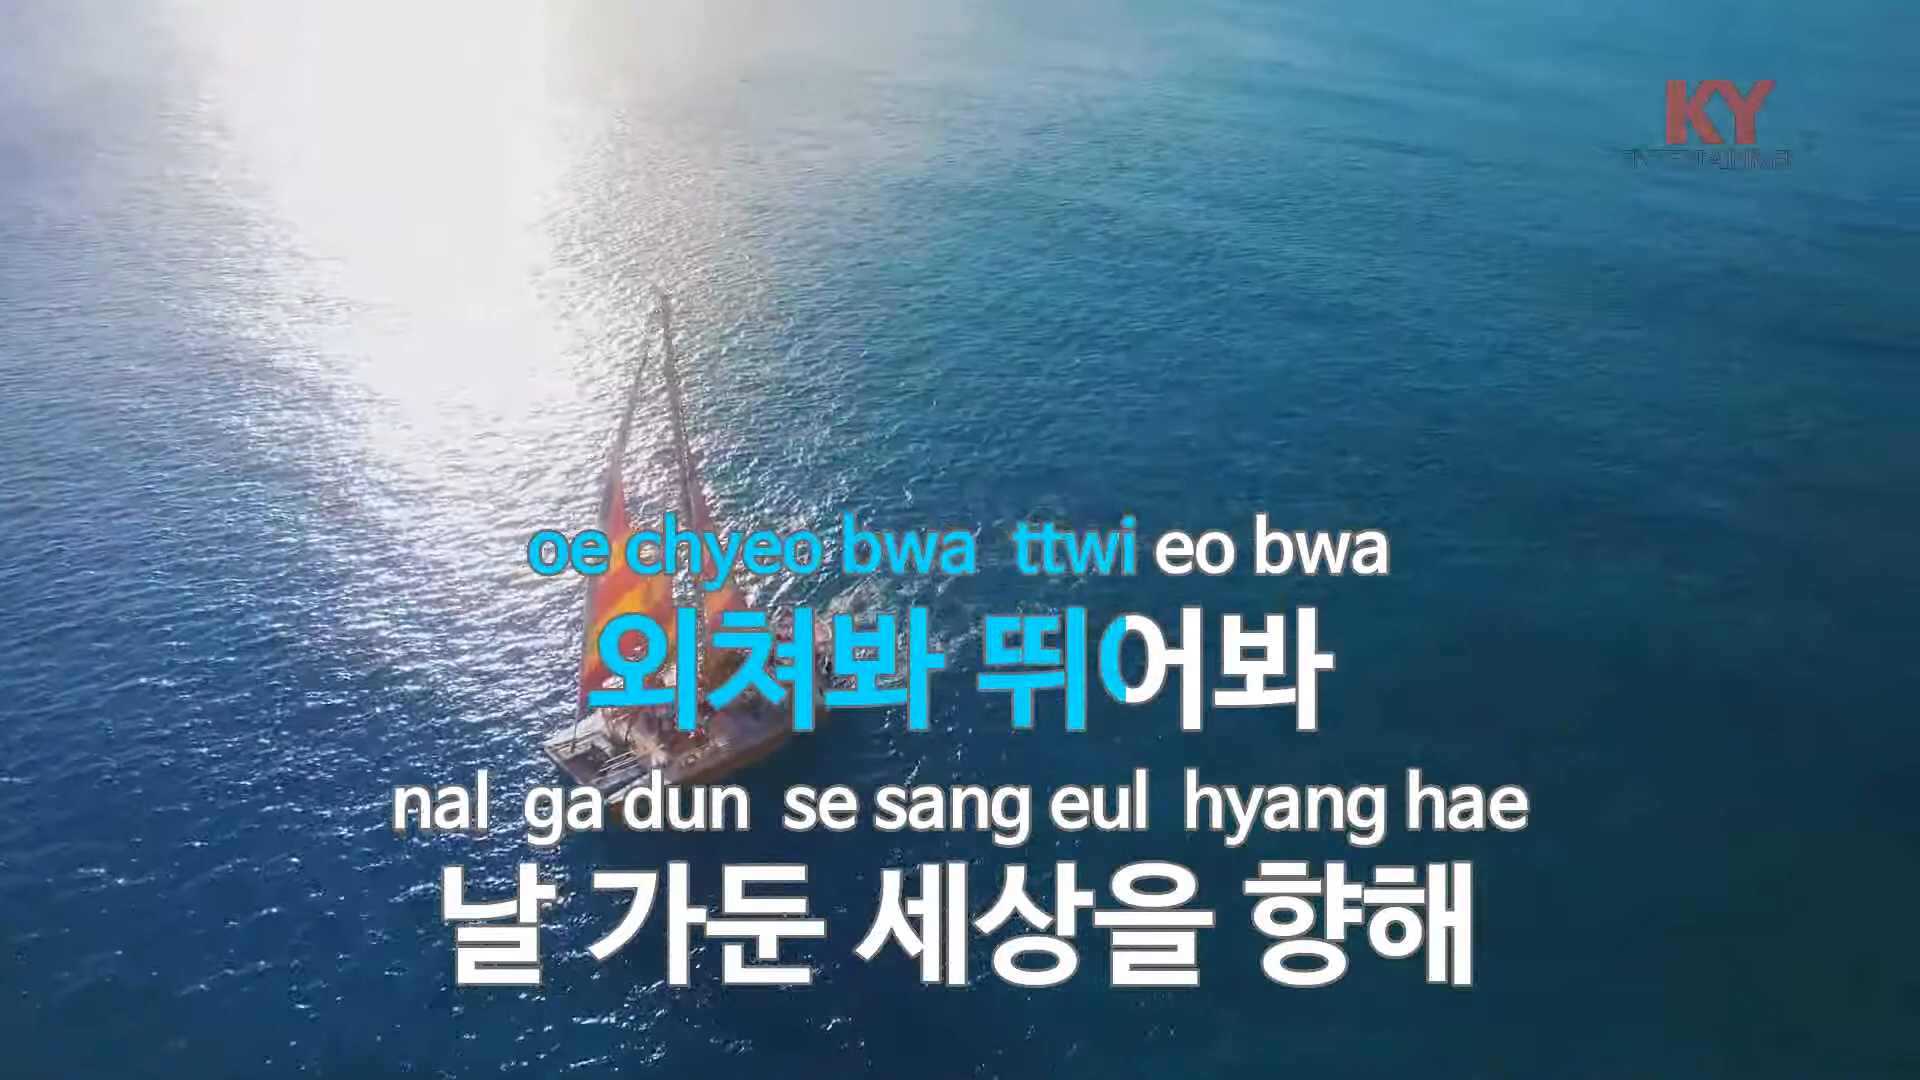 KY
ENTERTAINMENT
oe chyeo bwa ttwi eo bwa
외쳐봐 뛰어봐
nal ga dun se sang eul hyang hae
날 가둔 세상을 향해